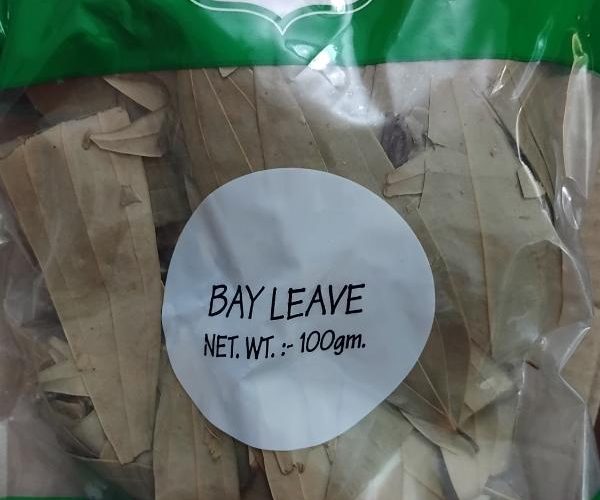 BAY LEAVE
NET. WT. :- 100gm.